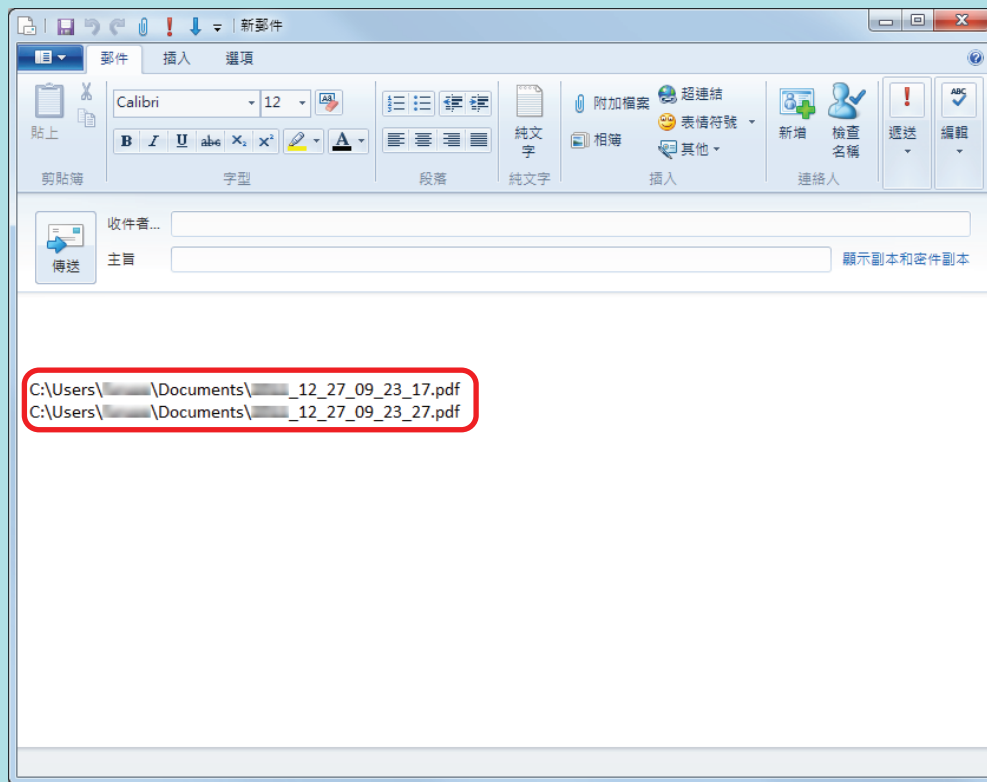 新郵件
郵件 插入 選項
貼上
剪貼簿
Calibri 12
B I U abc X₂ X² A
字型
段落
純文
字
純文字
附加檔案
相簿
超連結
表情符號
其他
插入
新增
檢查
名稱
連絡人
遞送
ABC
編輯
傳送
收件者...
主旨
顯示副本和密件副本
C:\Users\ \Documents\ _12_27_09_23_17.pdf
C:\Users\ \Documents\ _12_27_09_23_27.pdf